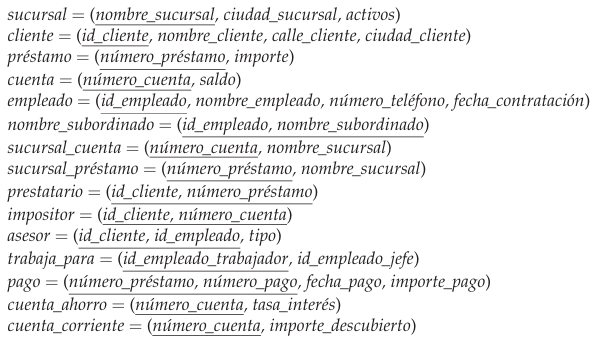 sucursal = (nombre_sucursal, ciudad_sucursal, activos)
cliente = (id_cliente, nombre_cliente, calle_cliente, ciudad_cliente)
préstamo = (número_préstamo, importe)
cuenta = (número_cuenta, saldo)
empleado = (id_empleado, nombre_empleado, número_teléfono, fecha_contratación)
nombre_subordinado = (id_empleado, nombre_subordinado)
sucursal_cuenta = (número_cuenta, nombre_sucursal)
sucursal_préstamo = (número_préstamo, nombre_sucursal)
prestatario = (id_cliente, número_préstamo)
impositor = (id_cliente, número_cuenta)
asesor = (id_cliente, id_empleado, tipo)
trabaja_para = (id_empleado_trabajador, id_empleado_jefe)
pago = (número_préstamo, número_pago, fecha_pago, importe_pago)
cuenta_ahorro = (número_cuenta, tasa_interés)
cuenta_corriente = (número_cuenta, importe_descubierto)